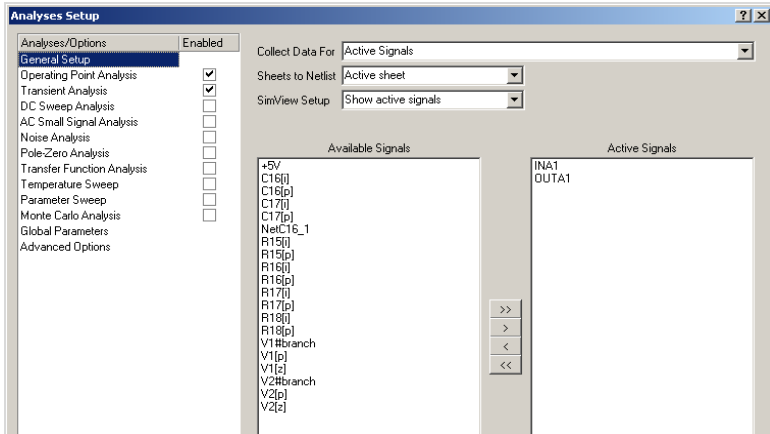 Analyses Setup
Analyses/Options Enabled
General Setup
Operating Point Analysis
Transient Analysis
DC Sweep Analysis
AC Small Signal Analysis
Noise Analysis
Pole-Zero Analysis
Transfer Function Analysis
Temperature Sweep
Parameter Sweep
Monte Carlo Analysis
Global Parameters
Advanced Options
Collect Data For Active Signals
Sheets to Netlist Active sheet
SimView Setup Show active signals
Available Signals
+5V
C16[i]
C16[p]
C17[i]
C17[p]
NetC16_1
R15[i]
R15[p]
R16[i]
R16[p]
R17[i]
R17[p]
R18[i]
R18[p]
V1#branch
V1[p]
V1[z]
V2#branch
V2[p]
V2[z]
>>
>
<
<<
Active Signals
INA1
OUTA1